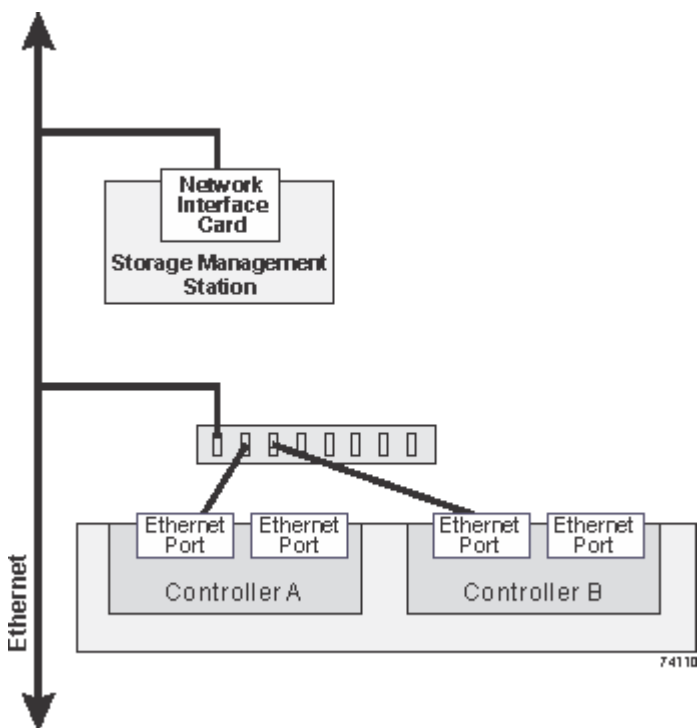 Network
Interface
Card
Storage Management
Station
Ethernet
Port
Ethernet
Port
Ethernet
Port
Ethernet
Port
Controller A
Controller B
Ethernet
74110